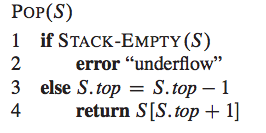 POP(S)
1 if STACK-EMPTY(S)
2 error “underflow”
3 else S.top = S.top − 1
4 return S[S.top + 1]